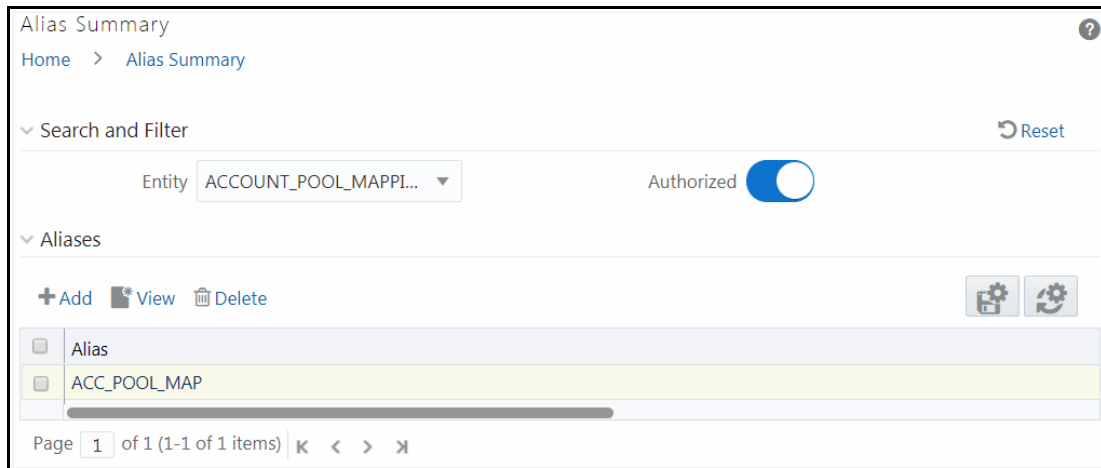 Alias Summary
?
Home > Alias Summary
Search and Filter
Reset
Entity ACCOUNT_POOL_MAPPI... Authorized
Aliases
Add View Delete
Alias
ACC_POOL_MAP
Page 1 of 1 (1-1 of 1 items)